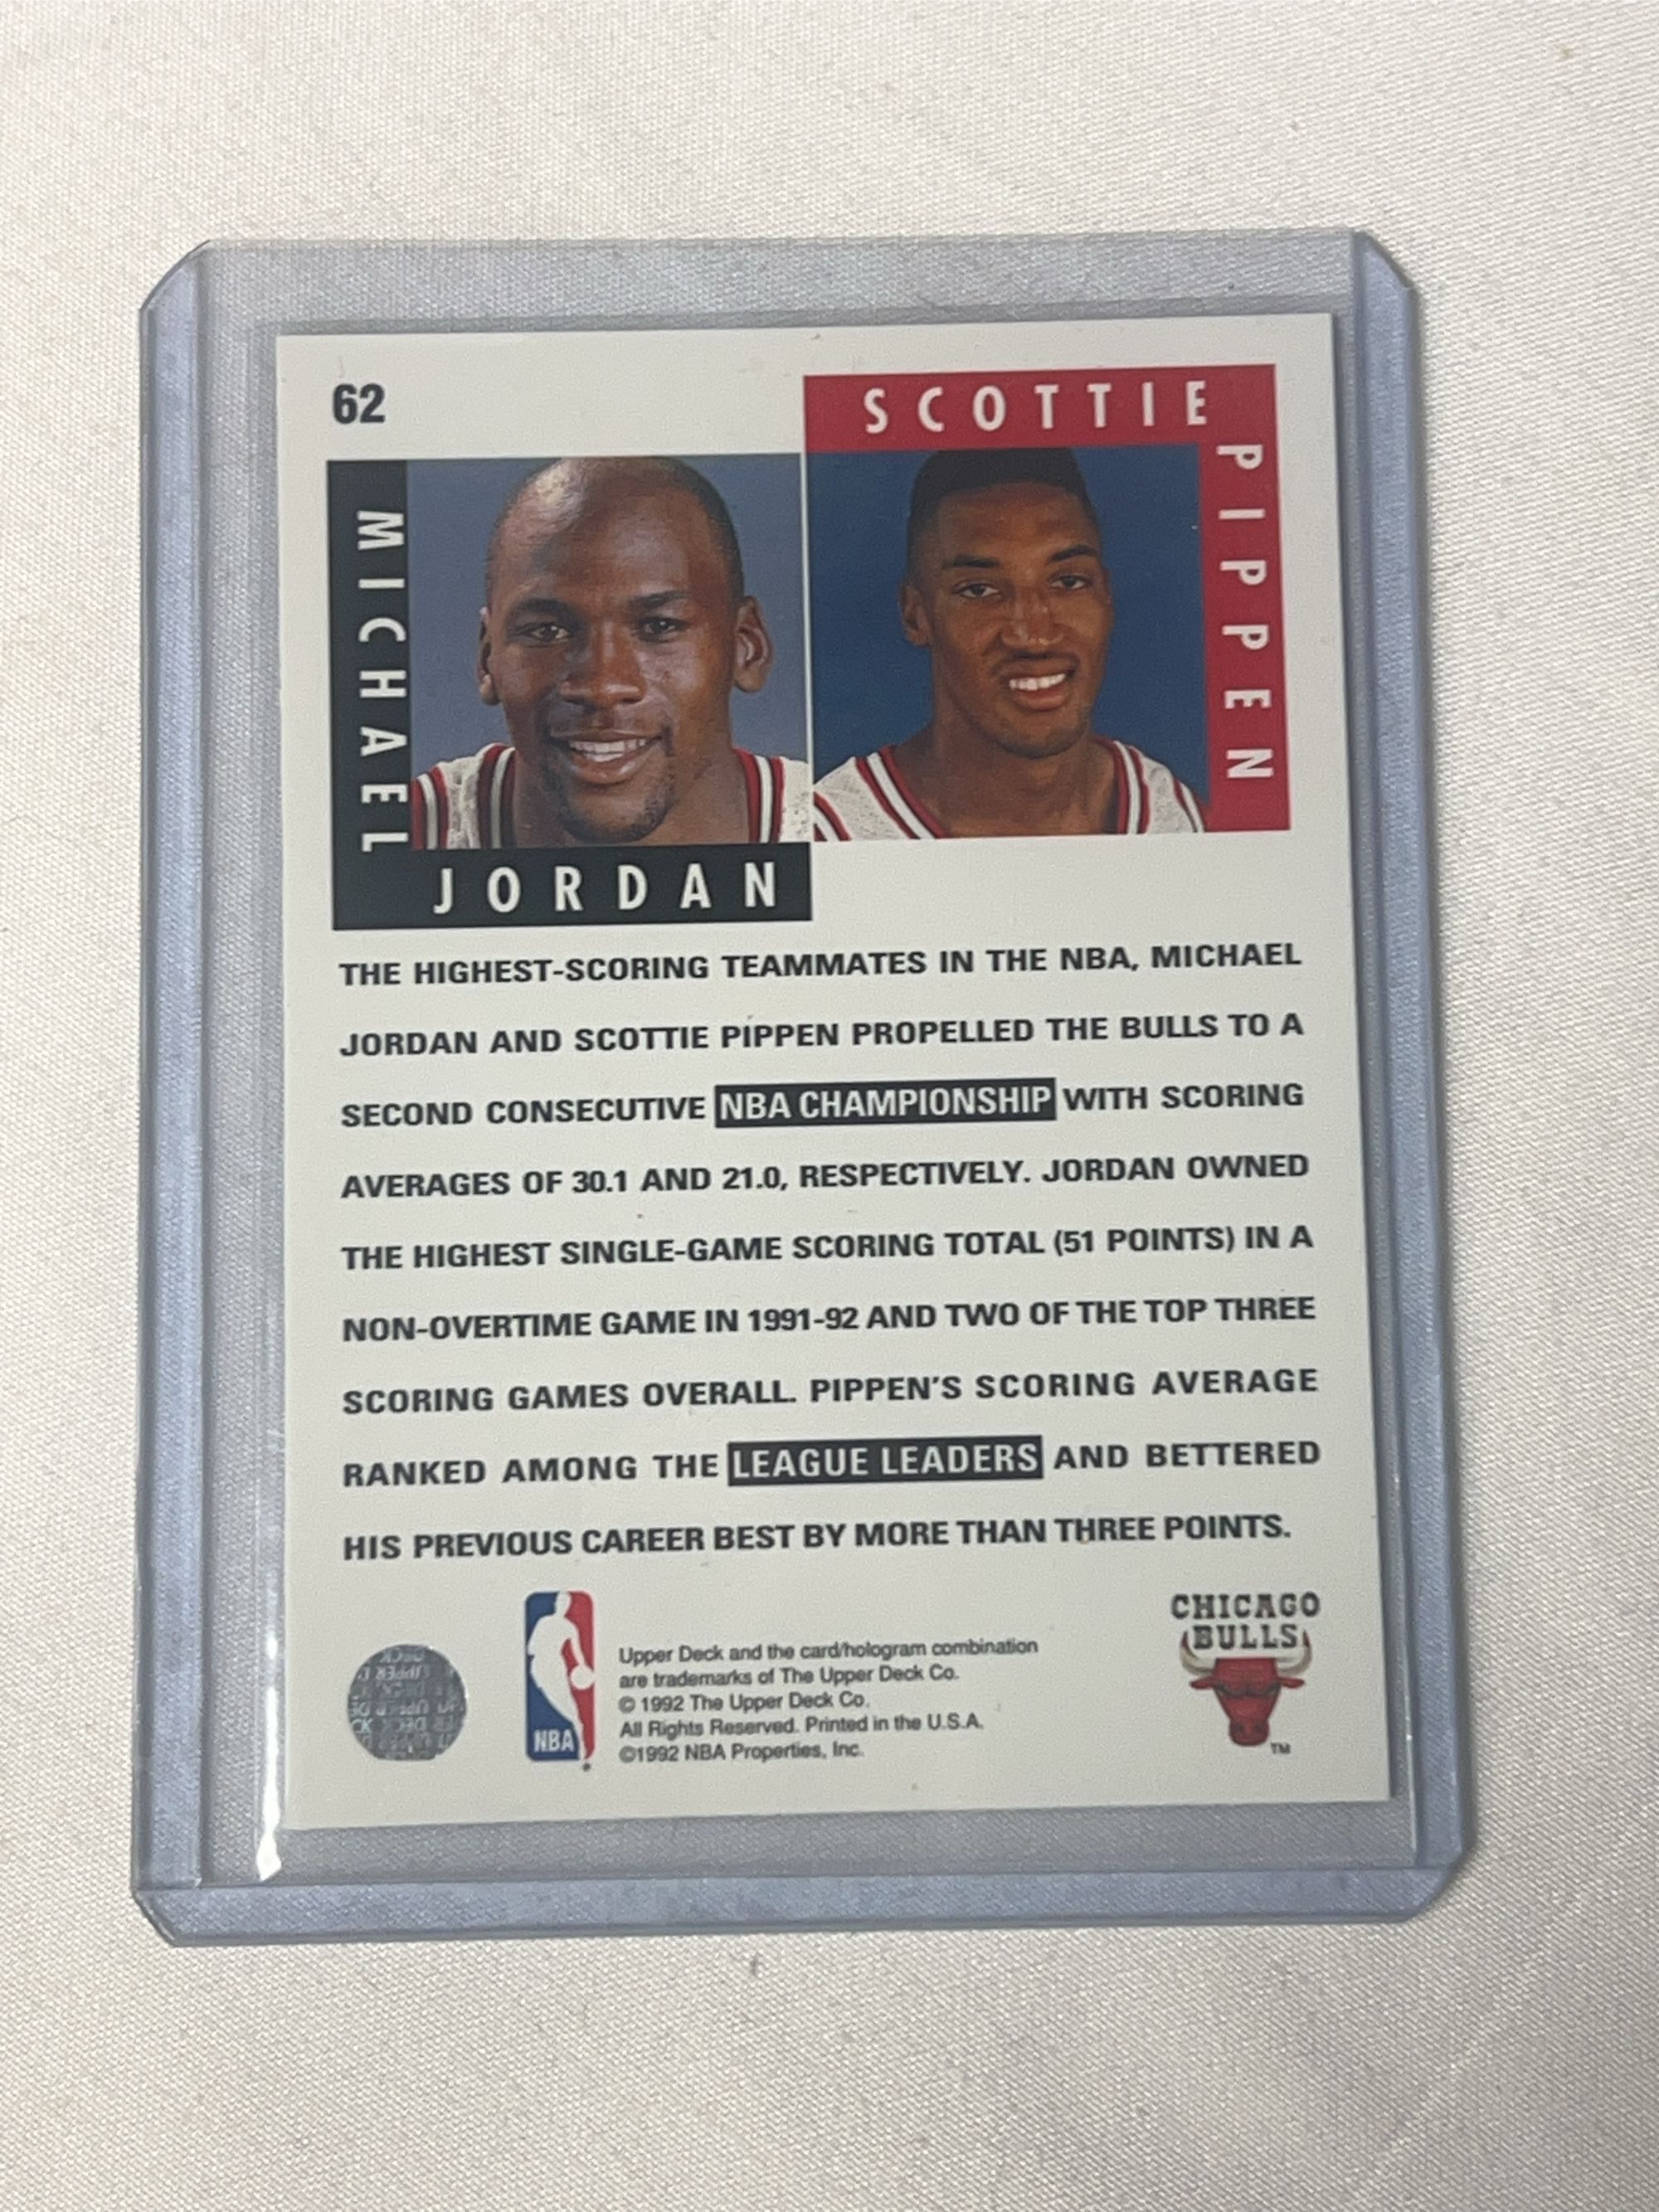 62
SCOTTIE
PIPPEN
MICHAEL
JORDAN
THE HIGHEST-SCORING TEAMMATES IN THE NBA, MICHAEL
JORDAN AND SCOTTIE PIPPEN PROPELLED THE BULLS TO A
SECOND CONSECUTIVE NBA CHAMPIONSHIP WITH SCORING
AVERAGES OF 30.1 AND 21.0, RESPECTIVELY. JORDAN OWNED
THE HIGHEST SINGLE-GAME SCORING TOTAL (51 POINTS) IN A
NON-OVERTIME GAME IN 1991-92 AND TWO OF THE TOP THREE
SCORING GAMES OVERALL. PIPPEN'S SCORING AVERAGE
RANKED AMONG THE LEAGUE LEADERS AND BETTERED
HIS PREVIOUS CAREER BEST BY MORE THAN THREE POINTS.
NBA
Upper Deck and the card/hologram combination
are trademarks of The Upper Deck Co.
© 1992 The Upper Deck Co.
All Rights Reserved. Printed in the U.S.A.
©1992 NBA Properties, Inc.
CHICAGO
BULLS
TM